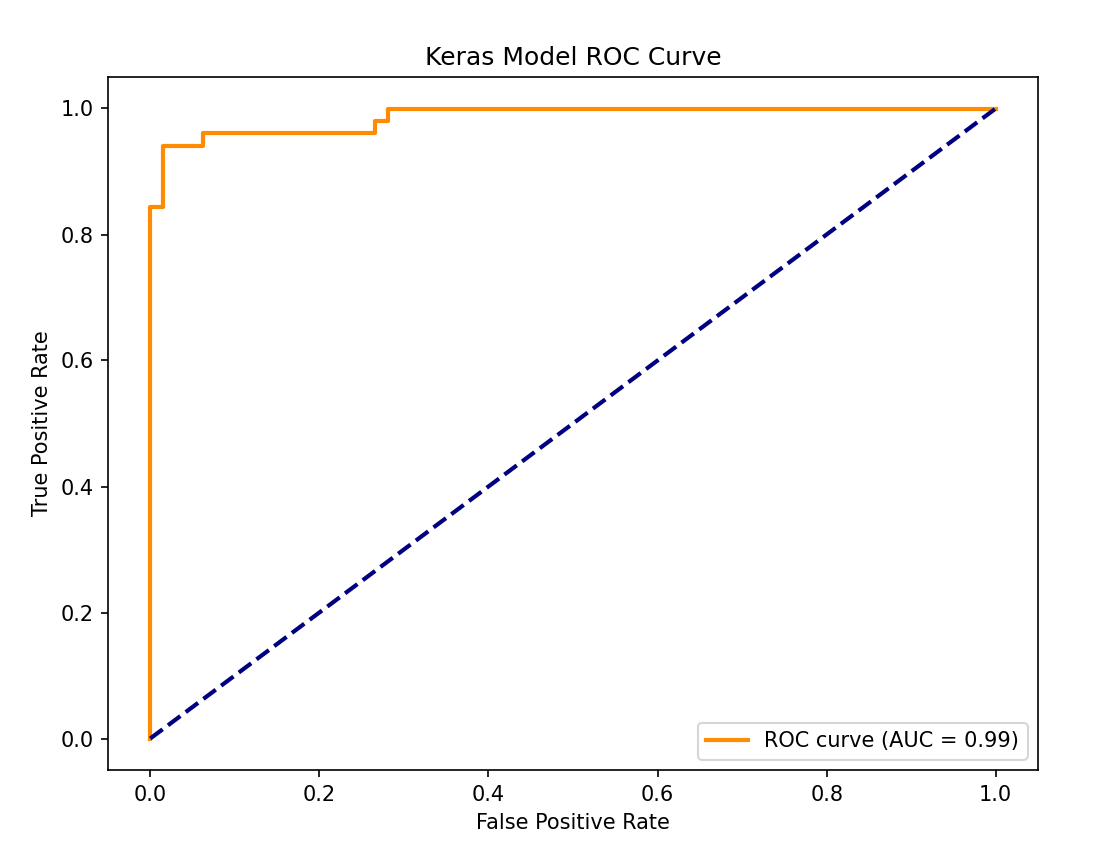 Keras Model ROC Curve
True Positive Rate
1.0
0.8
0.6
0.4
0.2
0.0
ROC curve (AUC = 0.99)
0.0 0.2 0.4 0.6 0.8 1.0
False Positive Rate